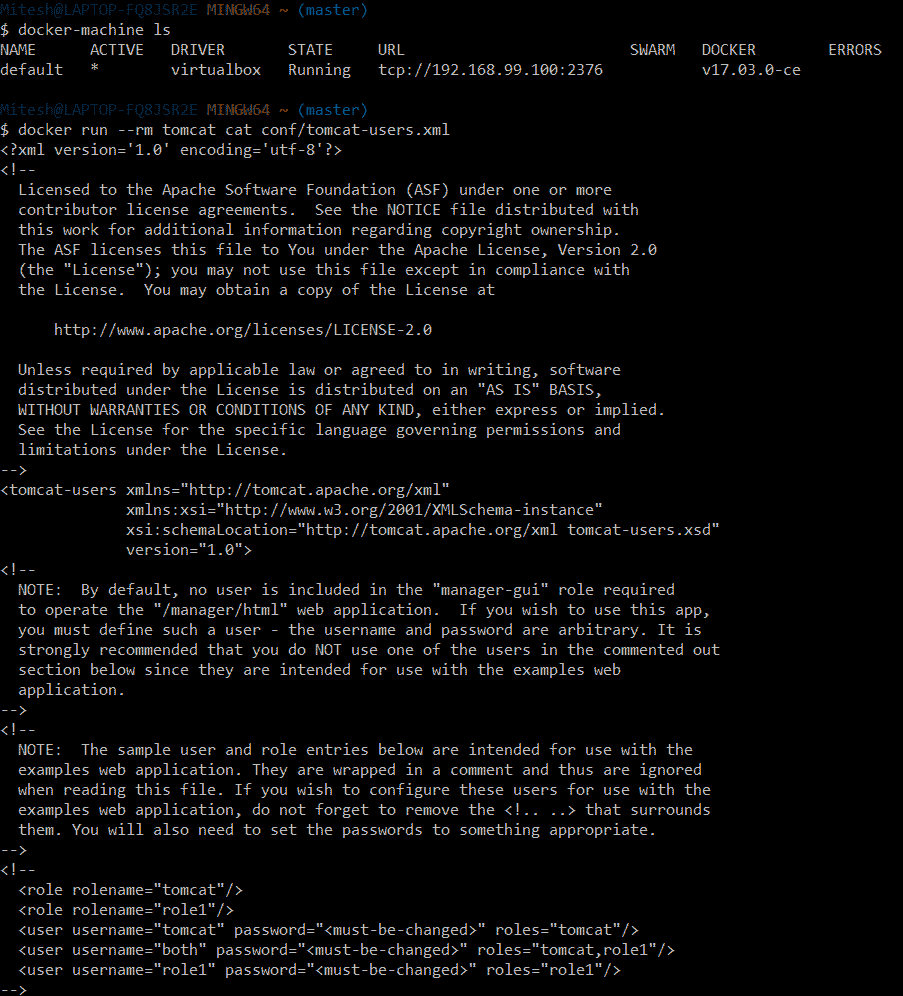 Mitesh@LAPTOP-FQ8JSR2E MINGW64 ~ (master)
$ docker-machine ls
NAME      ACTIVE   DRIVER       STATE     URL                         SWARM   DOCKER        ERRORS
default   *        virtualbox   Running   tcp://192.168.99.100:2376           v17.03.0-ce
Mitesh@LAPTOP-FQ8JSR2E MINGW64 ~ (master)
$ docker run --rm tomcat cat conf/tomcat-users.xml
<?xml version='1.0' encoding='utf-8'?>
<!--
  Licensed to the Apache Software Foundation (ASF) under one or more
  contributor license agreements.  See the NOTICE file distributed with
  this work for additional information regarding copyright ownership.
  The ASF licenses this file to You under the Apache License, Version 2.0
  (the "License"); you may not use this file except in compliance with
  the License.  You may obtain a copy of the License at
      http://www.apache.org/licenses/LICENSE-2.0
  Unless required by applicable law or agreed to in writing, software
  distributed under the License is distributed on an "AS IS" BASIS,
  WITHOUT WARRANTIES OR CONDITIONS OF ANY KIND, either express or implied.
  See the License for the specific language governing permissions and
  limitations under the License.
-->
<tomcat-users xmlns="http://tomcat.apache.org/xml"
              xmlns:xsi="http://www.w3.org/2001/XMLSchema-instance"
              xsi:schemaLocation="http://tomcat.apache.org/xml tomcat-users.xsd"
              version="1.0">
<!--
  NOTE:  By default, no user is included in the "manager-gui" role required
  to operate the "/manager/html" web application.  If you wish to use this app,
  you must define such a user - the username and password are arbitrary. It is
  strongly recommended that you do NOT use one of the users in the commented out
  section below since they are intended for use with the examples web
  application.
-->
<!--
  NOTE:  The sample user and role entries below are intended for use with the
  examples web application. They are wrapped in a comment and thus are ignored
  when reading this file. If you wish to configure these users for use with the
  examples web application, do not forget to remove the <!.. ..> that surrounds
  them. You will also need to set the passwords to something appropriate.
-->
<!--
  <role rolename="tomcat"/>
  <role rolename="role1"/>
  <user username="tomcat" password="<must-be-changed>" roles="tomcat"/>
  <user username="both" password="<must-be-changed>" roles="tomcat,role1"/>
  <user username="role1" password="<must-be-changed>" roles="role1"/>
-->